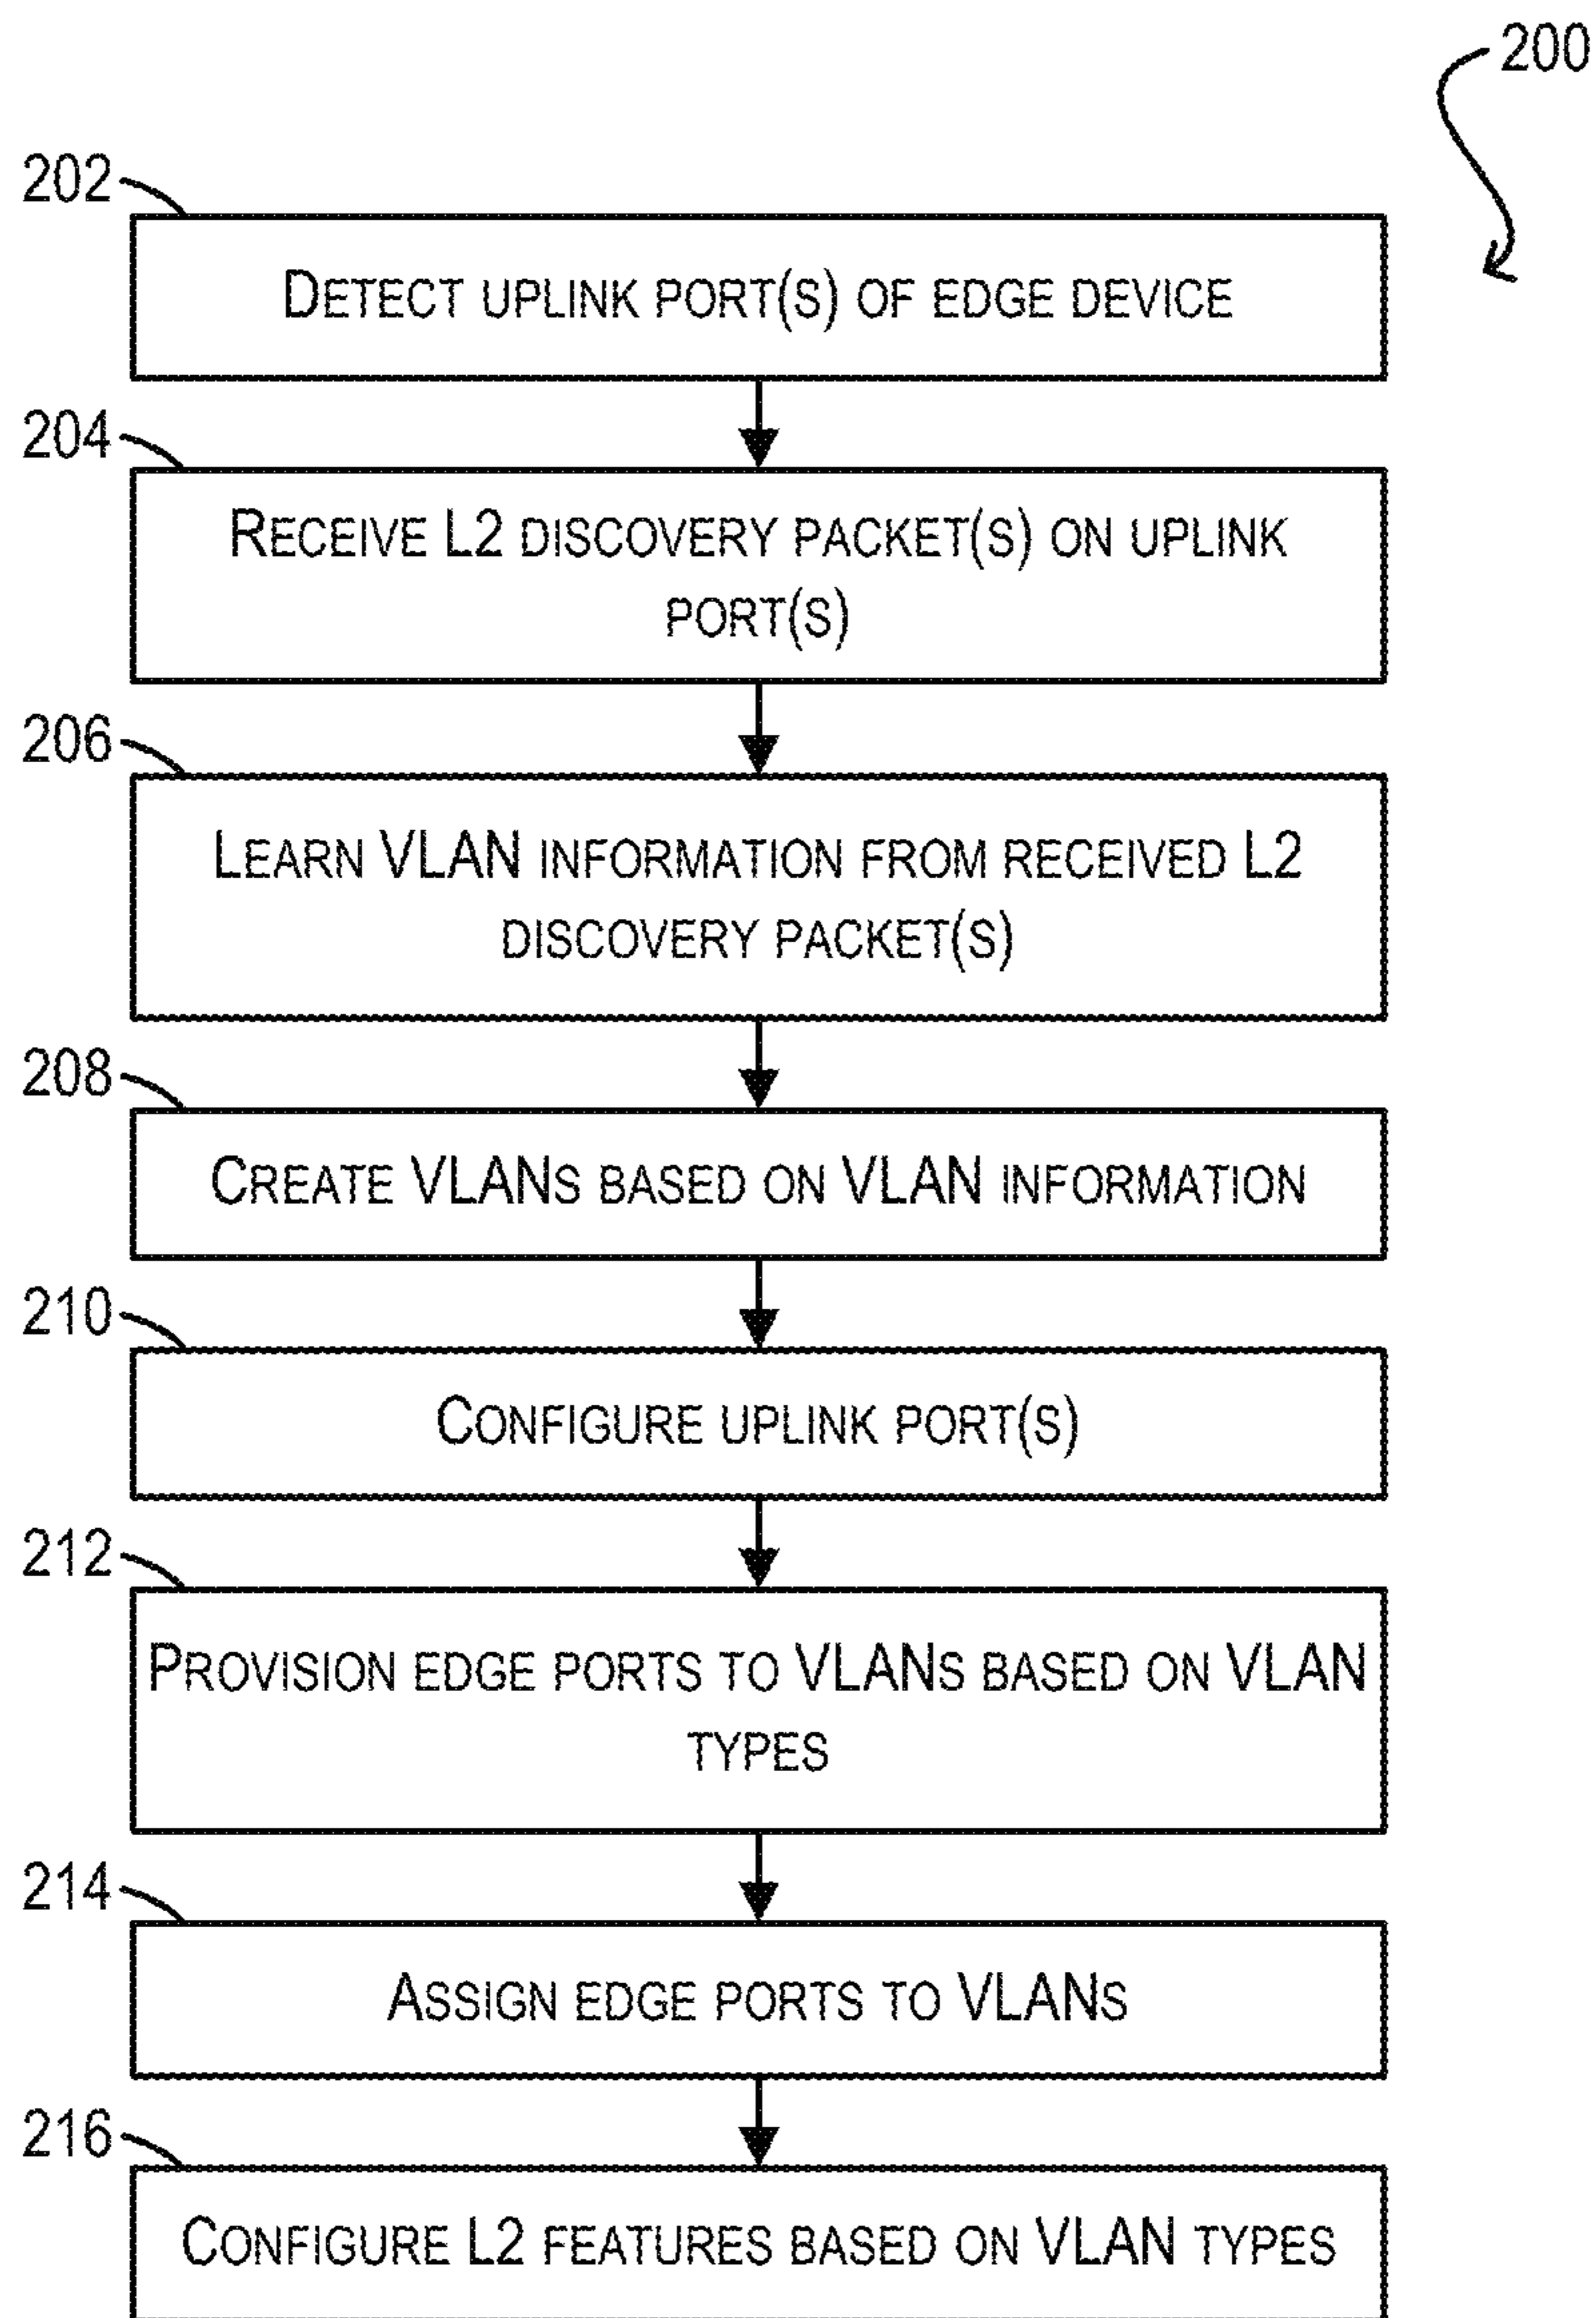 200
202
DETECT UPLINK PORT(S) OF EDGE DEVICE
204
RECEIVE L2 DISCOVERY PACKET(S) ON UPLINK
PORT(S)
206
LEARN VLAN INFORMATION FROM RECEIVED L2
DISCOVERY PACKET(S)
208
CREATE VLANS BASED ON VLAN INFORMATION
210
CONFIGURE UPLINK PORT(S)
212
PROVISION EDGE PORTS TO VLANS BASED ON VLAN
TYPES
214
ASSIGN EDGE PORTS TO VLANS
216
CONFIGURE L2 FEATURES BASED ON VLAN TYPES